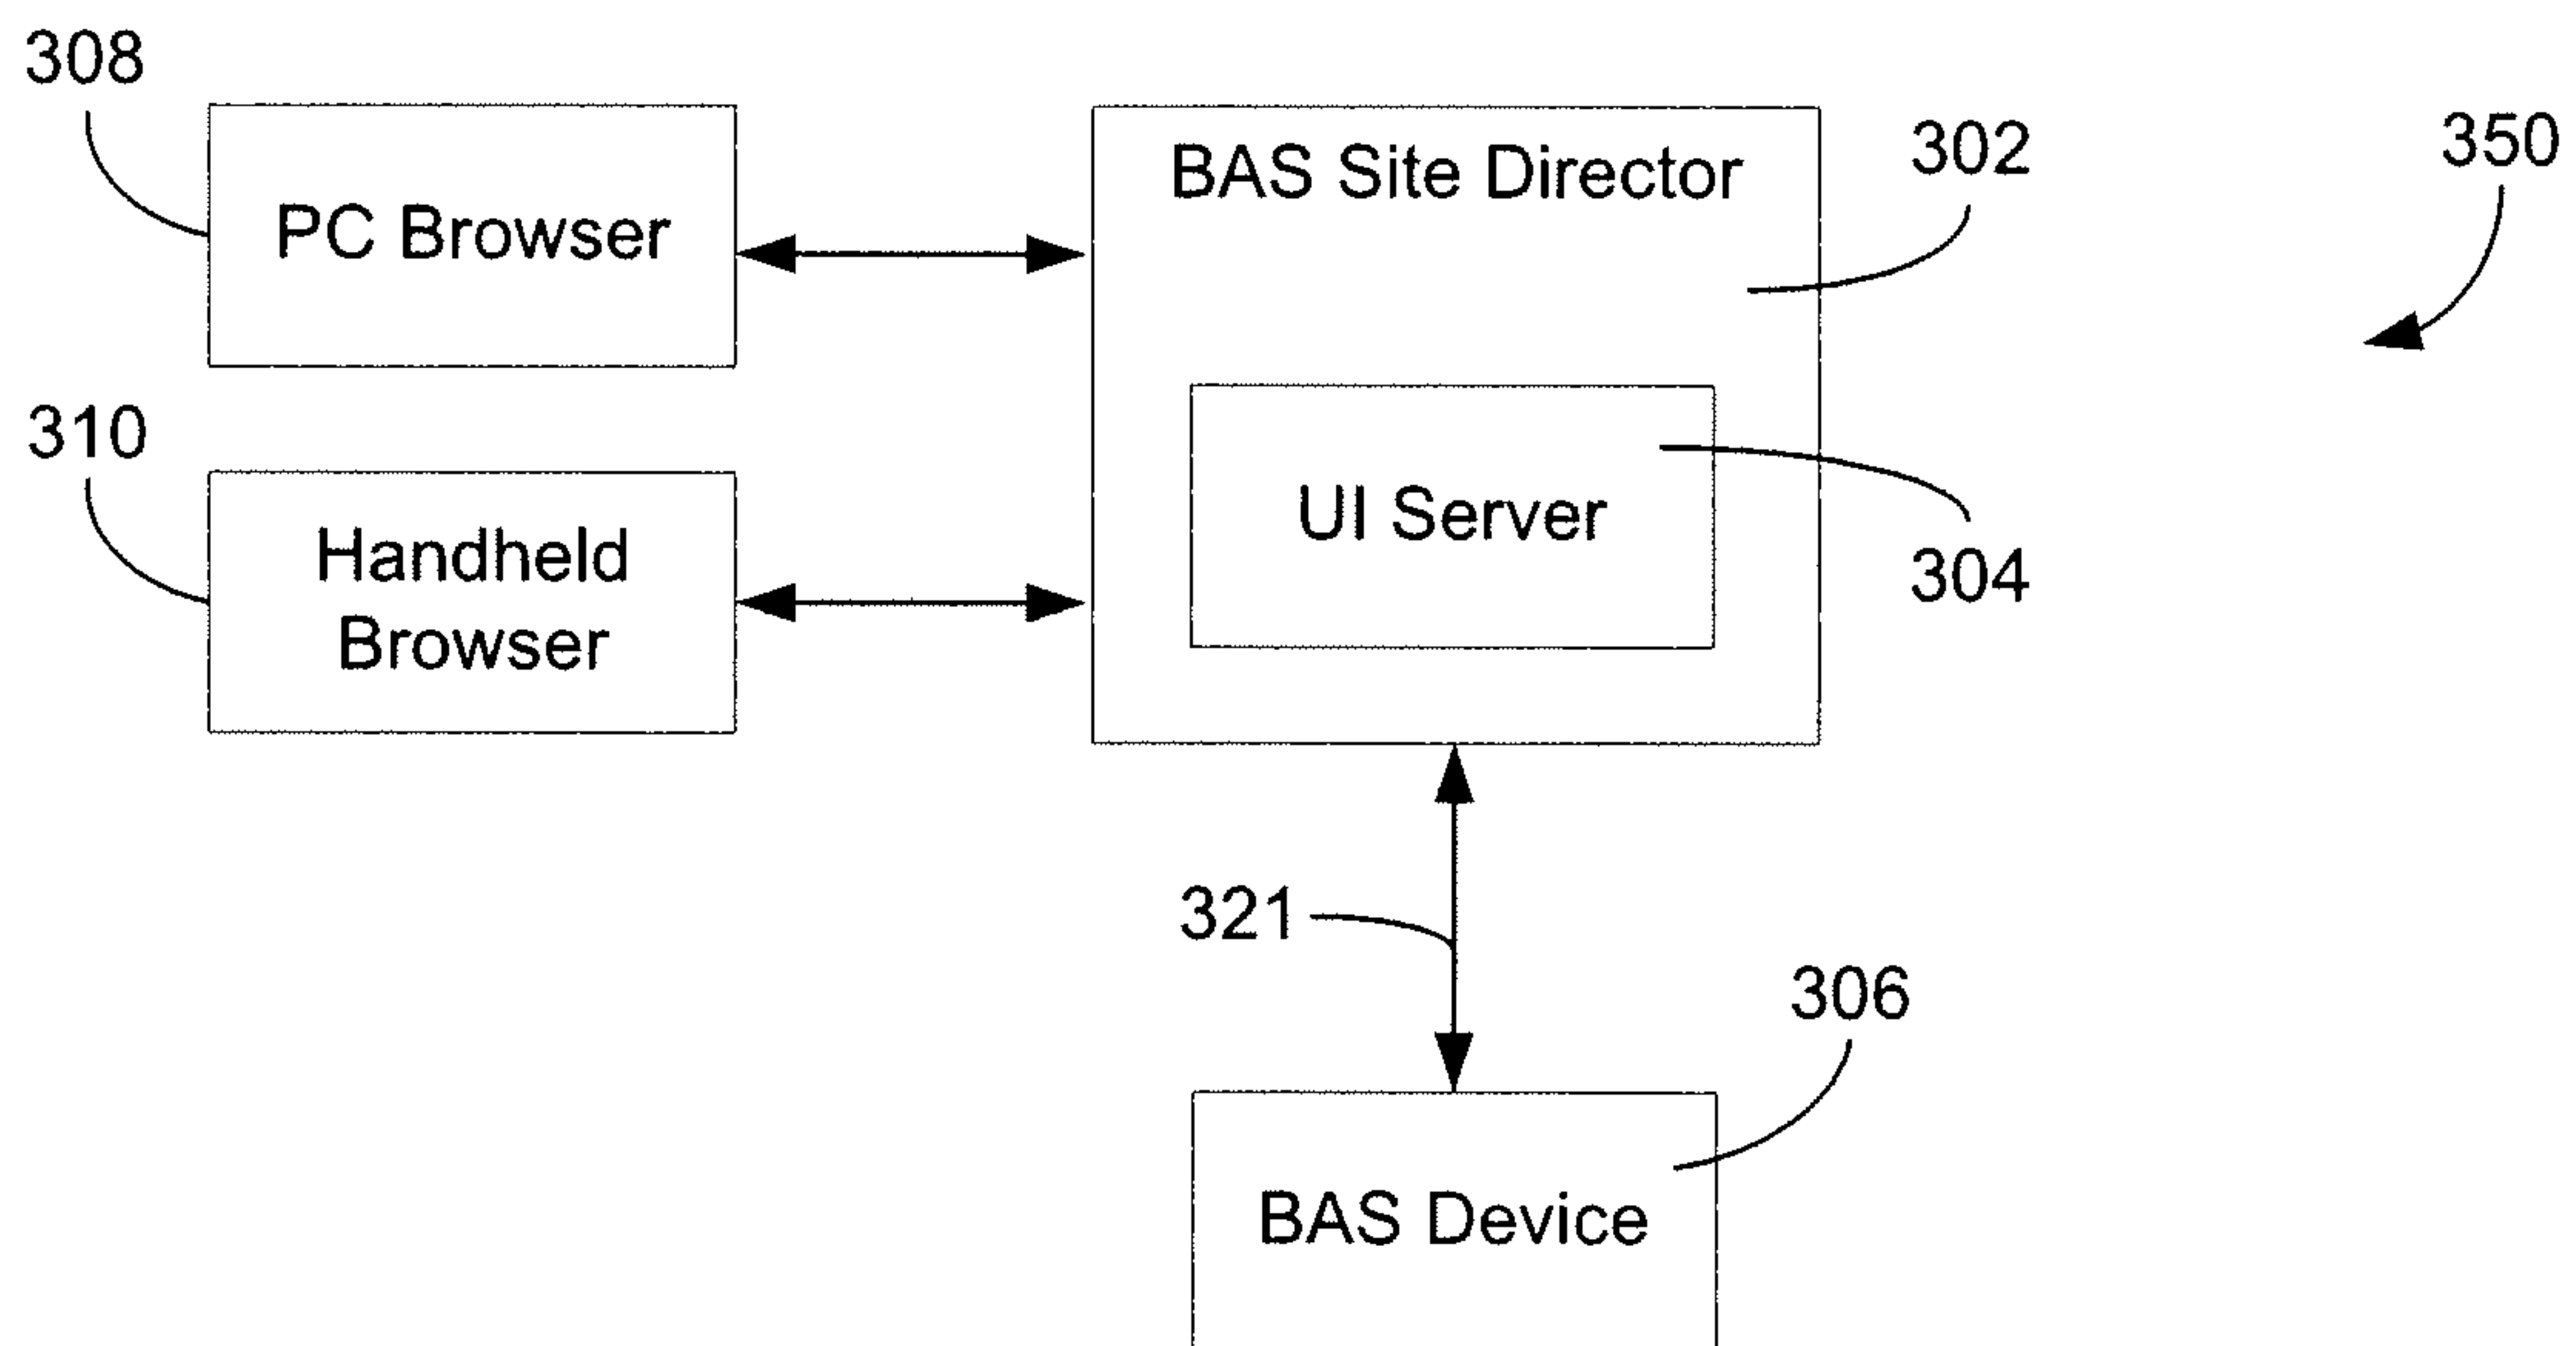 308
PC Browser
BAS Site Director
302
350
310
Handheld
Browser
UI Server
304
321
306
BAS Device